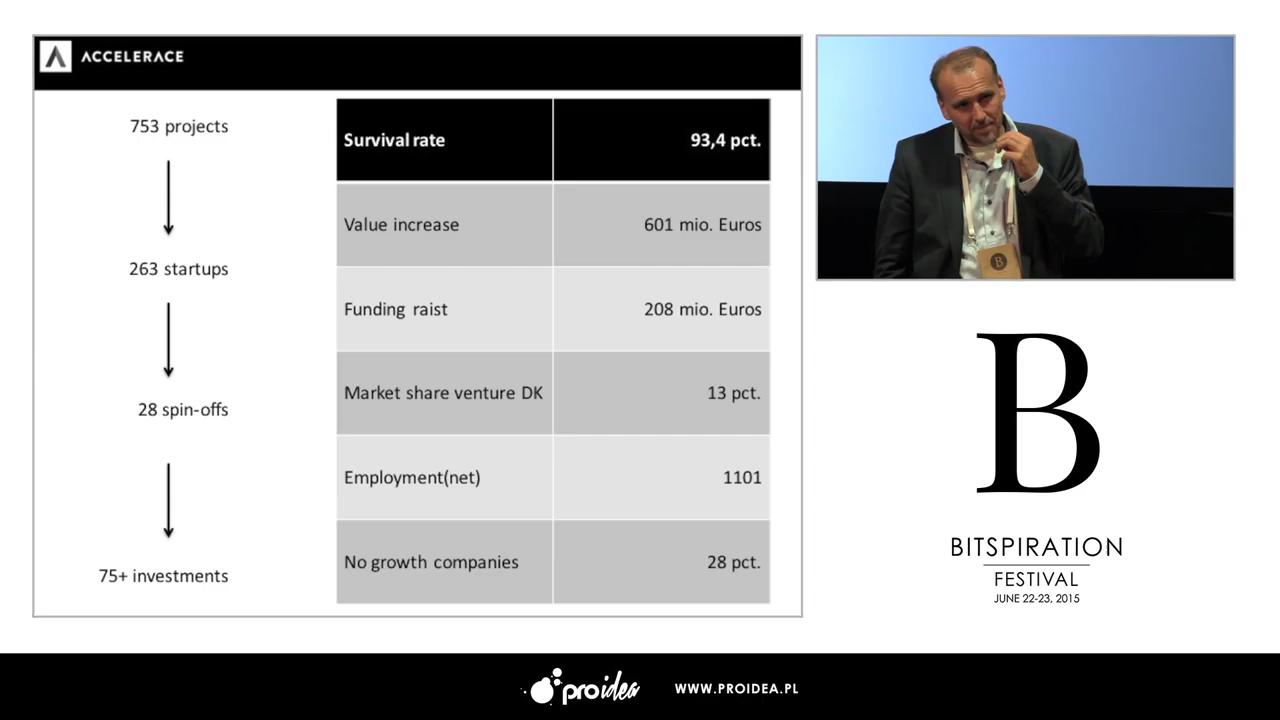 ACCELERACE
753 projects
263 startups
28 spin-offs
75+ investments
Survival rate 93,4 pct.
Value increase 601 mio. Euros
Funding raist 208 mio. Euros
Market share venture DK 13 pct.
Employment(net) 1101
No growth companies 28 pct.
B
B
BITSPIRATION
FESTIVAL
JUNE 22-23, 2015
proidea
WWW.PROIDEA.PL